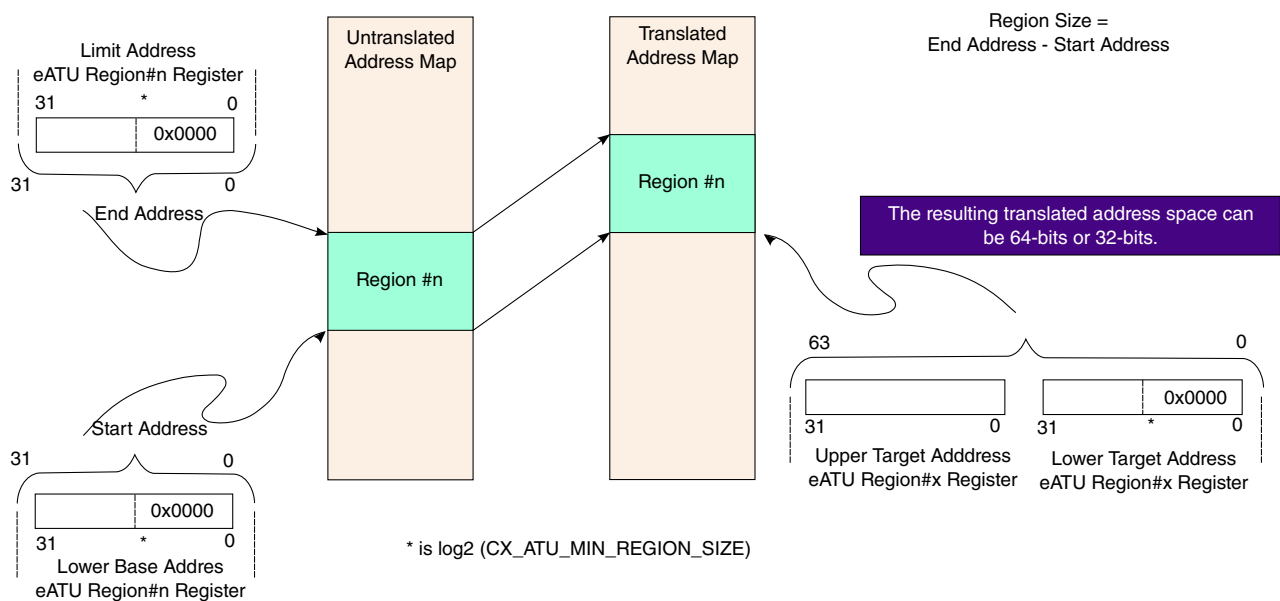 Limit Address
eATU Region#n Register
31 * 0
0x0000
31 0
End Address
Untranslated
Address Map
Region #n
Translated
Address Map
Region #n
Region Size =
End Address - Start Address
The resulting translated address space can
be 64-bits or 32-bits.
63 0
0x0000
31 0
31 * 0
Upper Target Adddress
eATU Region#x Register
Lower Target Address
eATU Region#x Register
Start Address
31 0
0x0000
31 * 0
Lower Base Addres
eATU Region#n Register
* is log2 (CX_ATU_MIN_REGION_SIZE)